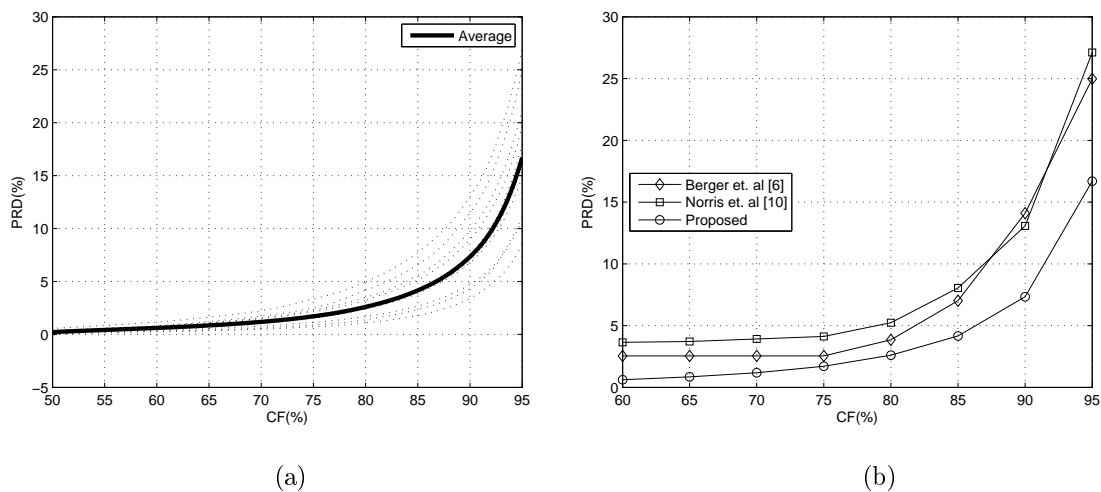 30
25
20
15
10
5
0
−5
PRD(%)
Average
50 55 60 65 70 75 80 85 90 95
CF(%)
(a)
30
25
20
15
10
5
0
PRD(%)
Berger et. al [6]
Norris et. al [10]
Proposed
60 65 70 75 80 85 90 95
CF(%)
(b)